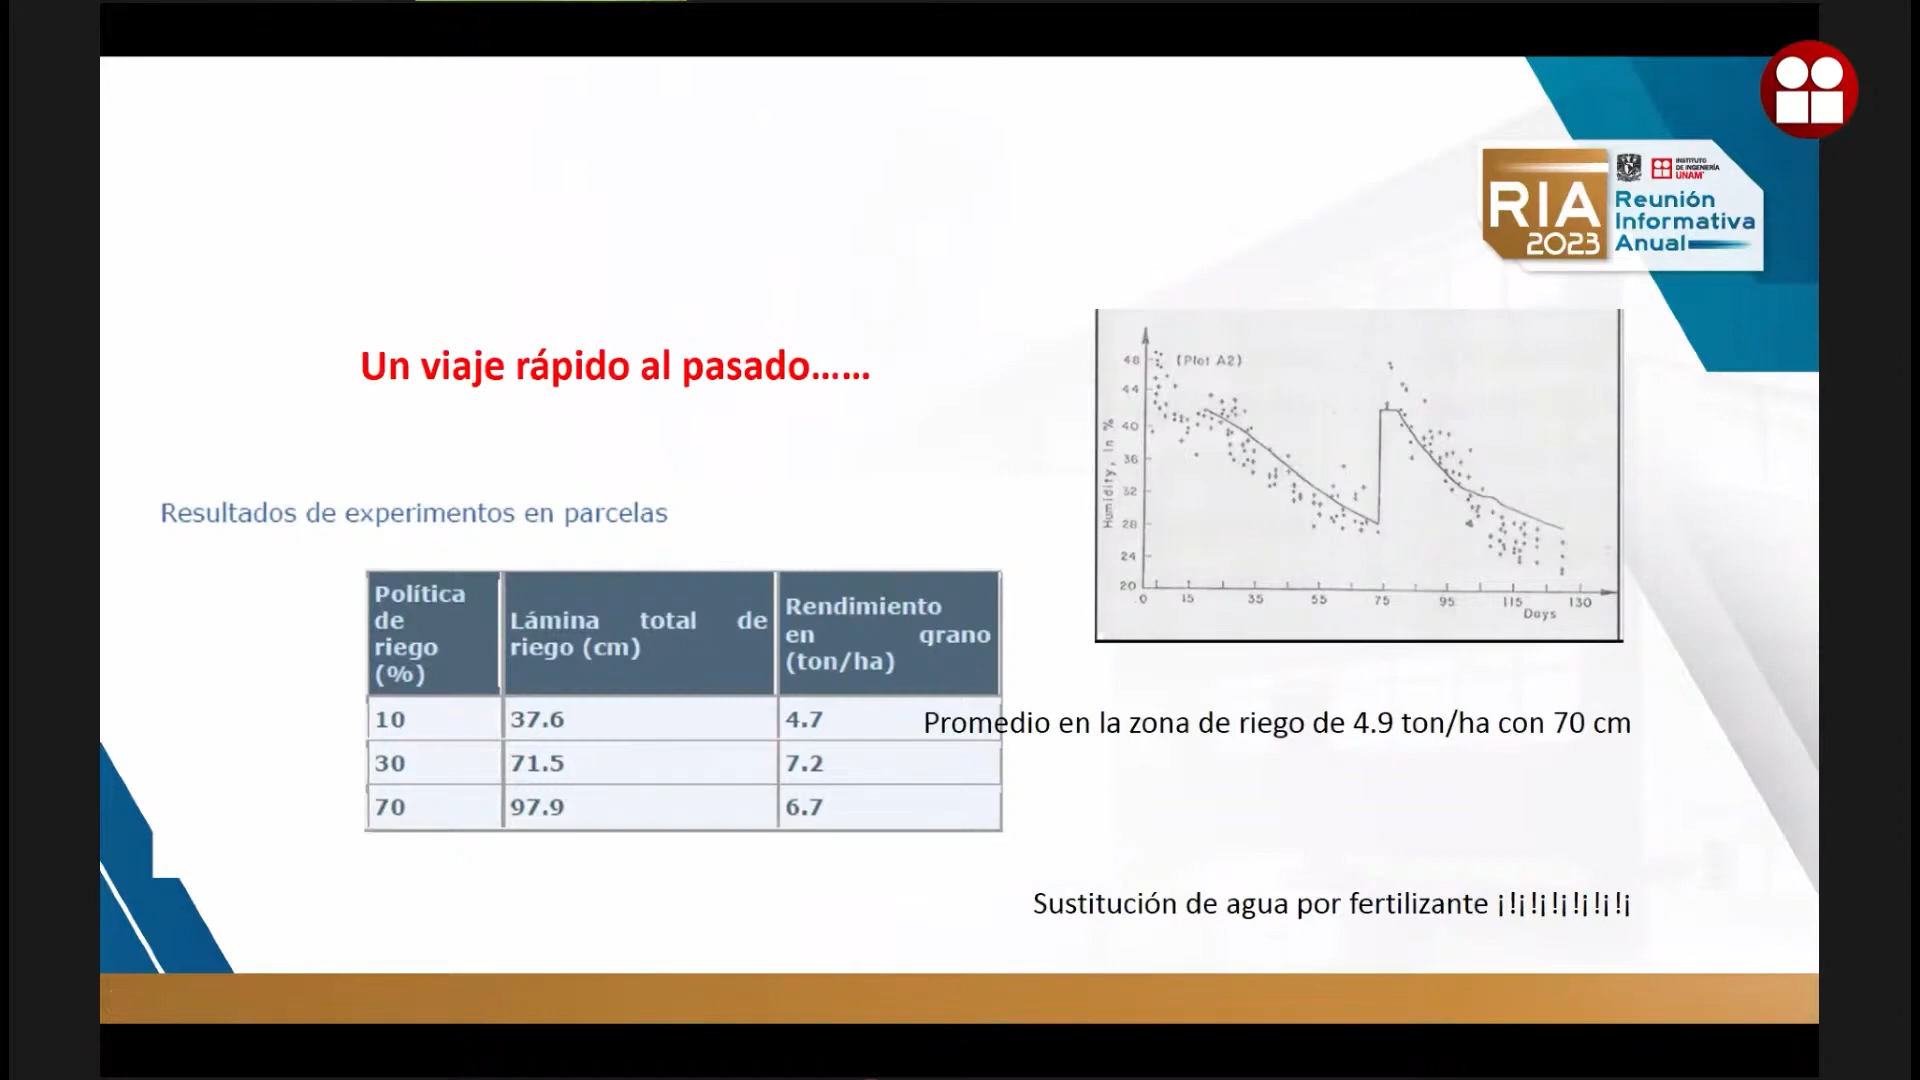 RIA
2023
INSTITUTO
DE INGENIERÍA
UNAM
Reunión
Informativa
Anual
Un viaje rápido al pasado......
Resultados de experimentos en parcelas
Política
de
riego
(%)
Lámina total de
riego (cm)
Rendimiento
en grano
(ton/ha)
10 37.6 4.7
30 71.5 7.2
70 97.9 6.7
(Plot A2)
Humidity, in %
48
44
40
36
32
28
24
20
0 15 35 55 75 95 115 130
Days
Promedio en la zona de riego de 4.9 ton/ha con 70 cm
Sustitución de agua por fertilizante ¡!¡!¡!¡!¡!¡!¡